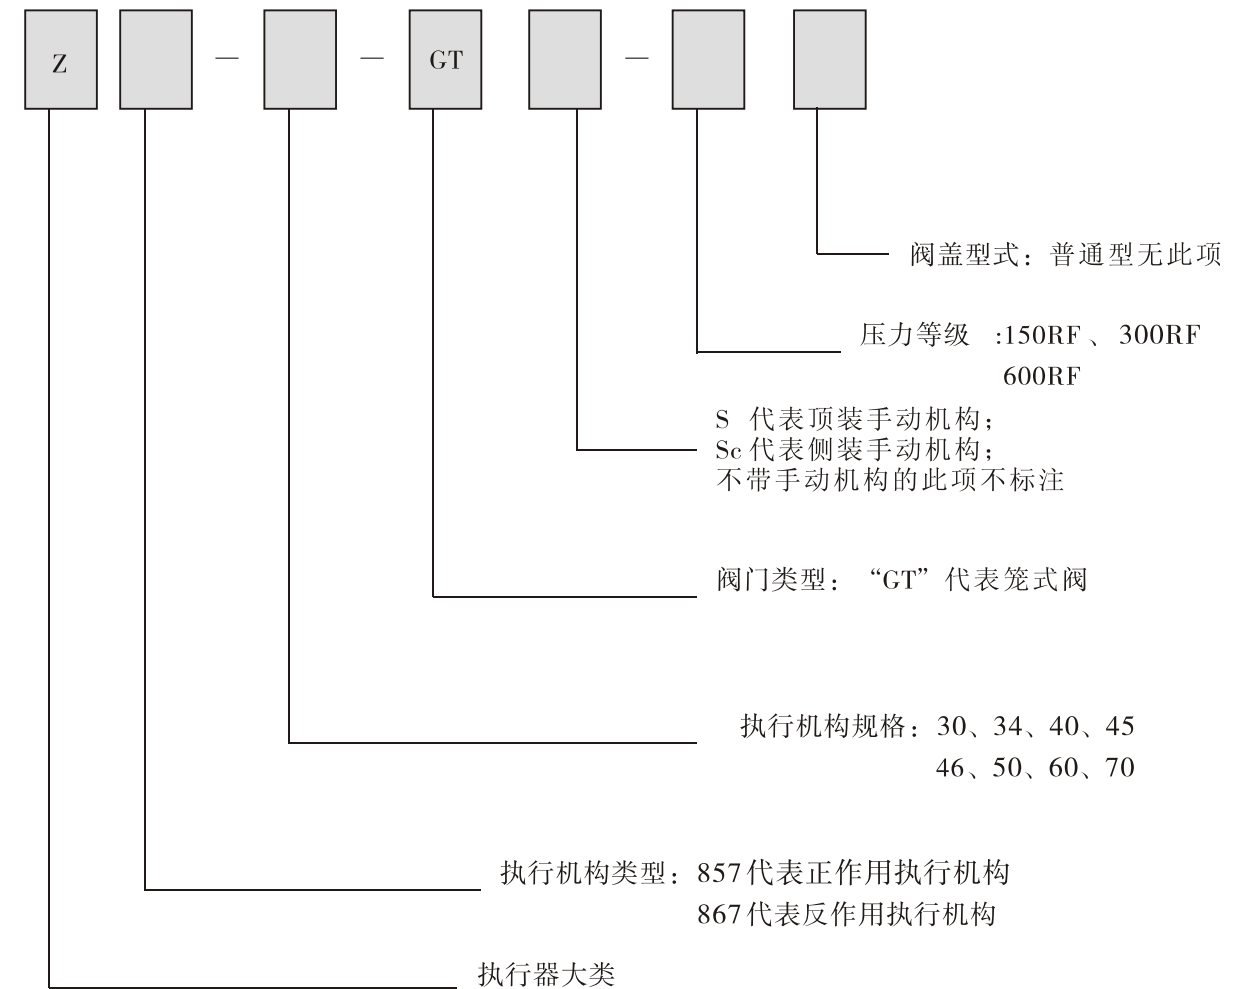 Z — — GT —
阀盖型式：普通型无此项
压力等级 :150RF、300RF
600RF
S 代表顶装手动机构；
Sc代表侧装手动机构；
不带手动机构的此项不标注
阀门类型：“GT”代表笼式阀
执行机构规格：30、34、40、45
46、50、60、70
执行机构类型：857代表正作用执行机构
867代表反作用执行机构
执行器大类